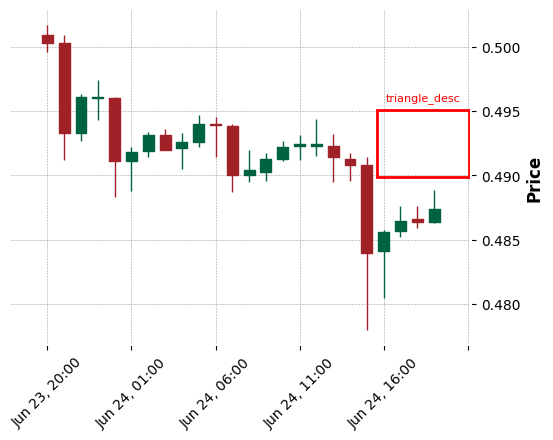 triangle_desc
0.500
0.495
0.490
0.485
0.480
Price
Jun 23, 20:00
Jun 24, 01:00
Jun 24, 06:00
Jun 24, 11:00
Jun 24, 16:00